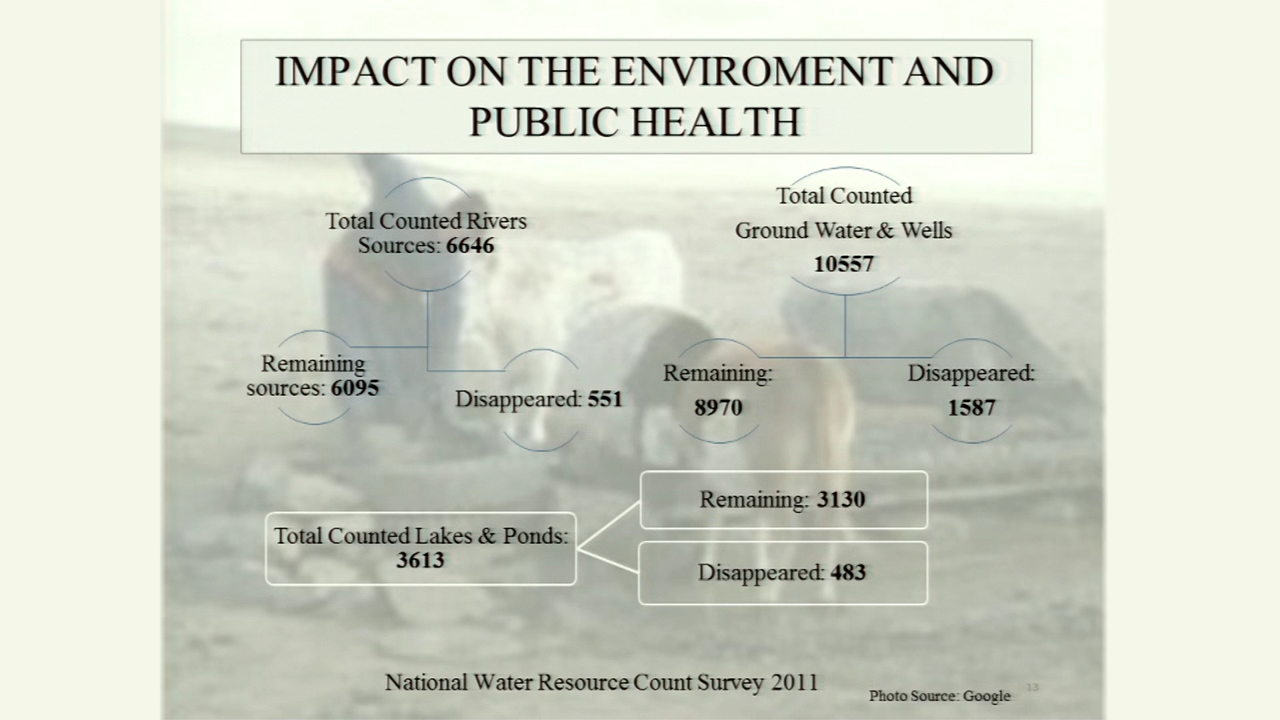 IMPACT ON THE ENVIROMENT AND
PUBLIC HEALTH
Total Counted Rivers
Sources: 6646
Remaining
sources: 6095
Disappeared: 551
Total Counted
Ground Water & Wells
10557
Remaining:
8970
Disappeared:
1587
Total Counted Lakes & Ponds:
3613
Remaining: 3130
Disappeared: 483
National Water Resource Count Survey 2011
Photo Source: Google
13